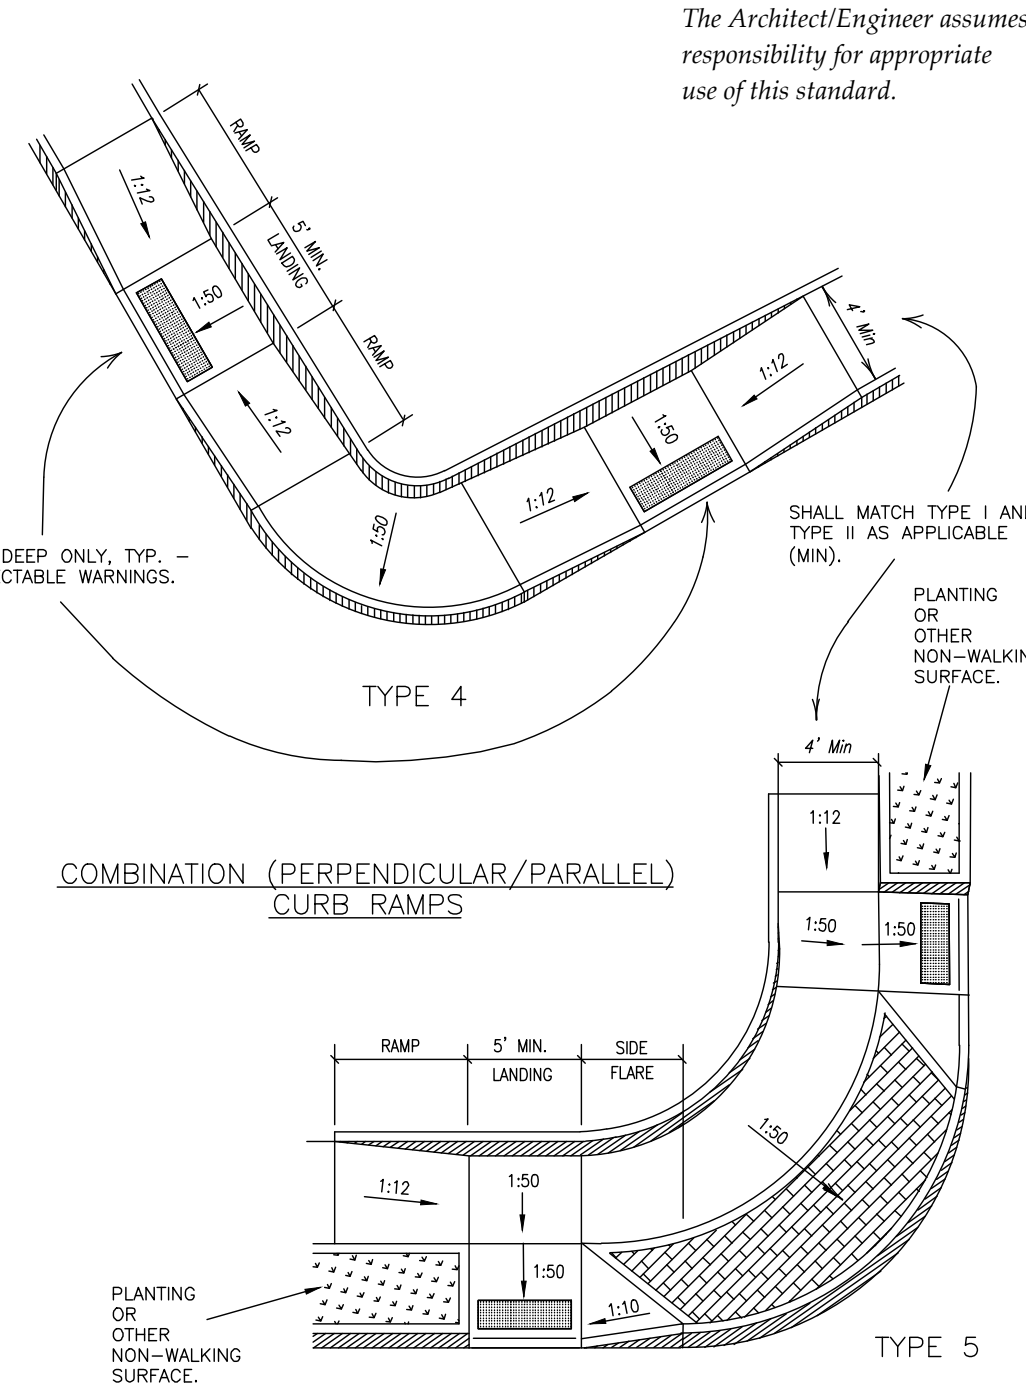 The Architect/Engineer assumes
responsibility for appropriate
use of this standard.
RAMP
5' MIN.
LANDING
RAMP
1:12
1:50
1:12
1:50
1:12
1:50
1:12
4' Min
DEEP ONLY, TYP. –
CTABLE WARNINGS.
SHALL MATCH TYPE I AN
TYPE II AS APPLICABLE
(MIN).
TYPE 4
PLANTING
OR
OTHER
NON–WALKIN
SURFACE.
4' Min
COMBINATION (PERPENDICULAR/PARALLEL)
CURB RAMPS
1:12
1:50
1:50
RAMP
5' MIN.
LANDING
SIDE
FLARE
1:50
1:12
1:50
1:50
1:10
PLANTING
OR
OTHER
NON–WALKING
SURFACE.
TYPE 5